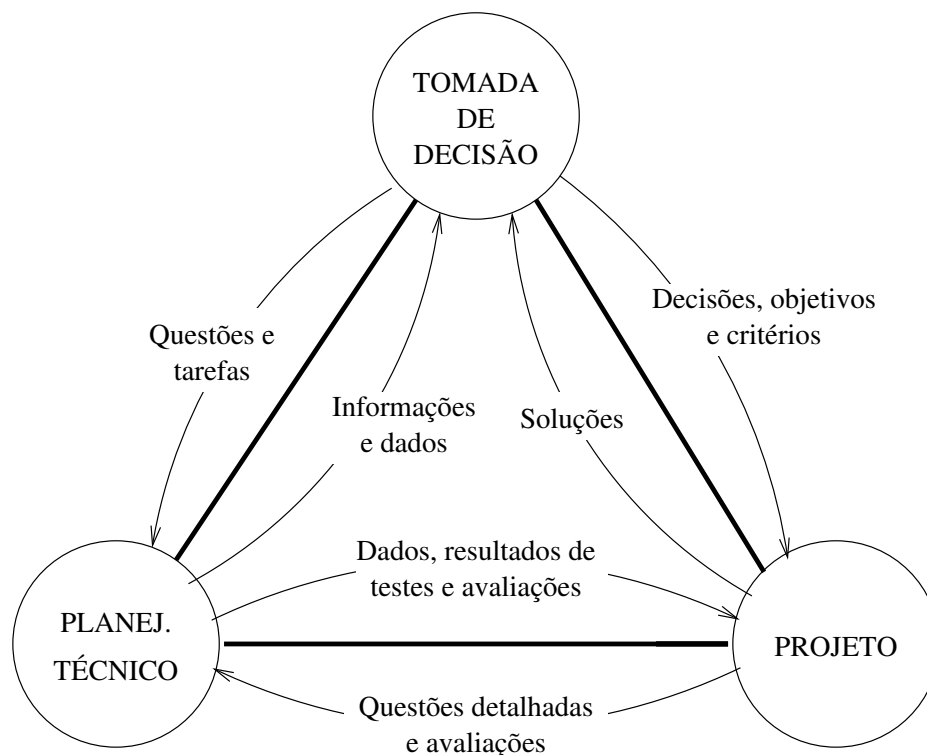 TOMADA
DE
DECISÃO
Decisões, objetivos
e critérios
Questões e
tarefas
Informações
e dados
Soluções
Dados, resultados de
testes e avaliações
PLANEJ.
TÉCNICO
PROJETO
Questões detalhadas
e avaliações